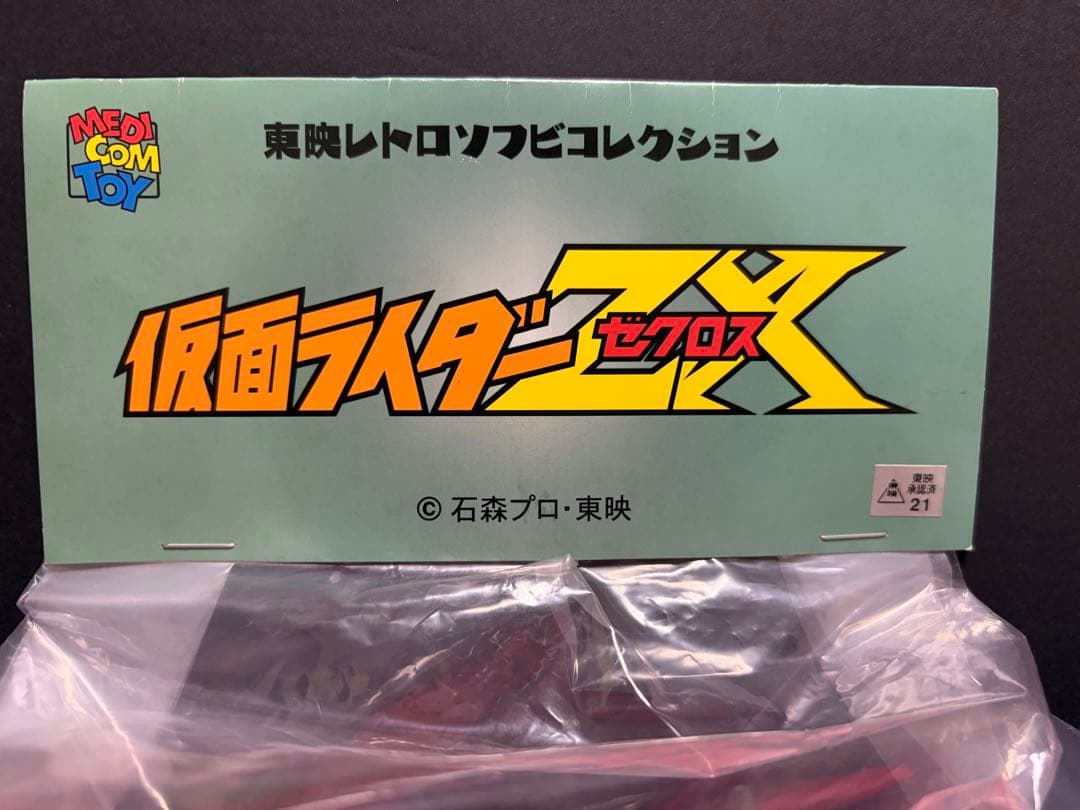 MEDI
COM
TOY
東映レトロソフビコレクション
仮面ライダーZX
ゼクロス
© 石森プロ・東映
東映
承認済
21